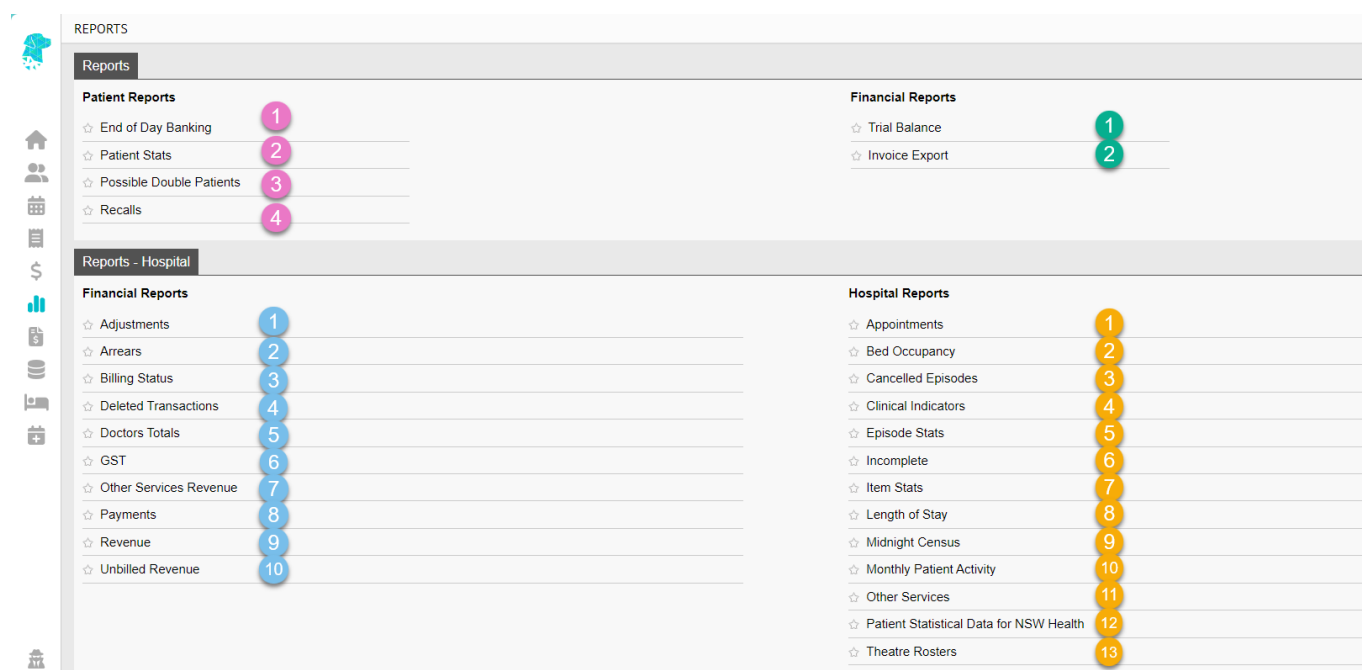 REPORTS
Reports
Patient Reports
End of Day Banking 1
Patient Stats 2
Possible Double Patients 3
Recalls 4
Financial Reports
Trial Balance 1
Invoice Export 2
Reports - Hospital
Financial Reports
Adjustments 1
Arrears 2
Billing Status 3
Deleted Transactions 4
Doctors Totals 5
GST 6
Other Services Revenue 7
Payments 8
Revenue 9
Unbilled Revenue 10
Hospital Reports
Appointments 1
Bed Occupancy 2
Cancelled Episodes 3
Clinical Indicators 4
Episode Stats 5
Incomplete 6
Item Stats 7
Length of Stay 8
Midnight Census 9
Monthly Patient Activity 10
Other Services 11
Patient Statistical Data for NSW Health 12
Theatre Rosters 13